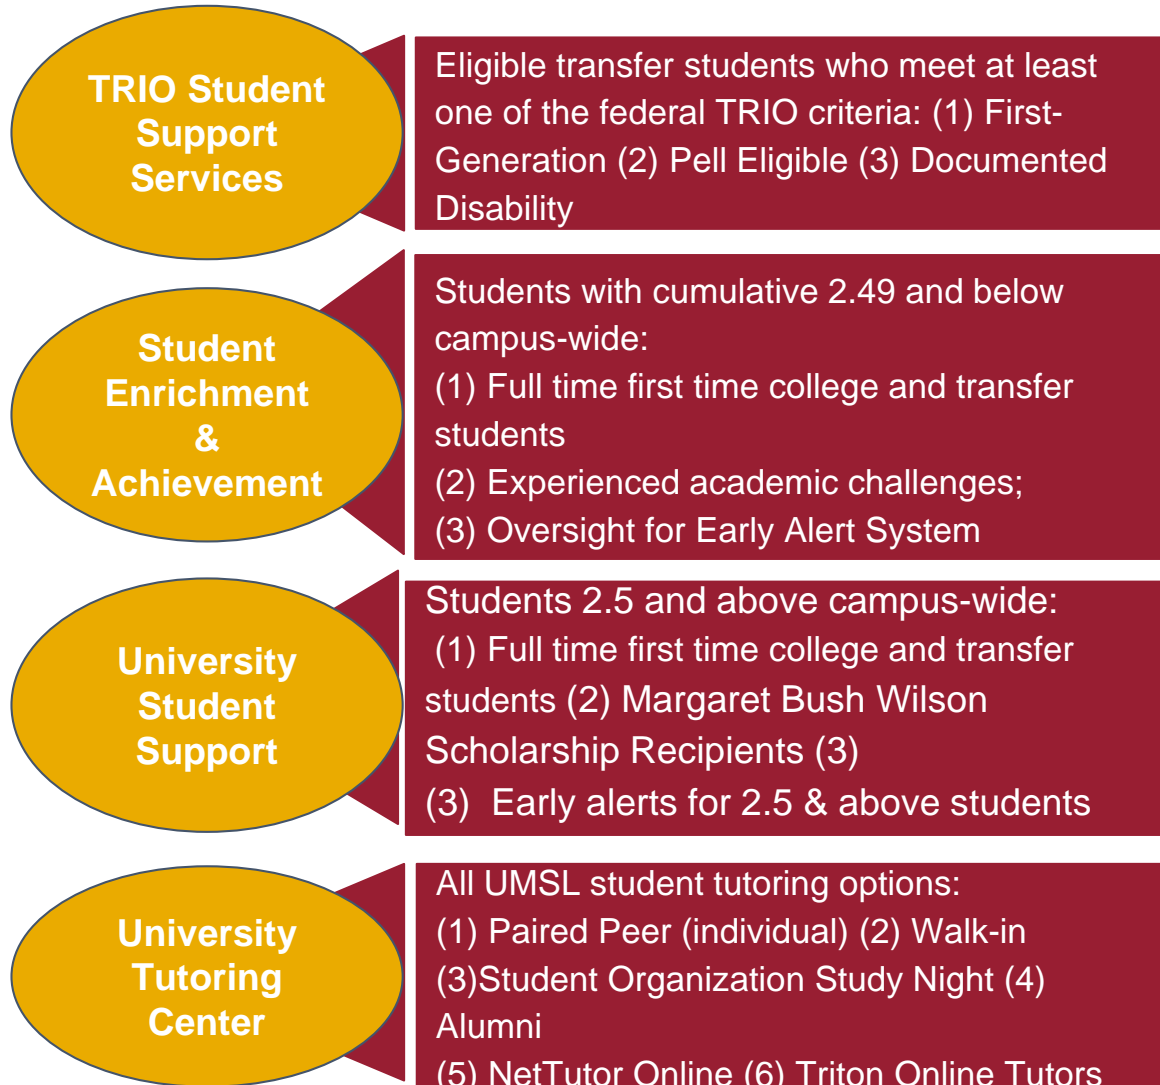 TRIO Student
Support
Services
Eligible transfer students who meet at least
one of the federal TRIO criteria: (1) First-
Generation (2) Pell Eligible (3) Documented
Disability
Student
Enrichment
&
Achievement
Students with cumulative 2.49 and below
campus-wide:
(1) Full time first time college and transfer
students
(2) Experienced academic challenges;
(3) Oversight for Early Alert System
University
Student
Support
Students 2.5 and above campus-wide:
(1) Full time first time college and transfer
students (2) Margaret Bush Wilson
Scholarship Recipients (3)
(3) Early alerts for 2.5 & above students
University
Tutoring
Center
All UMSL student tutoring options:
(1) Paired Peer (individual) (2) Walk-in
(3)Student Organization Study Night (4)
Alumni
(5) NetTutor Online (6) Triton Online Tutors